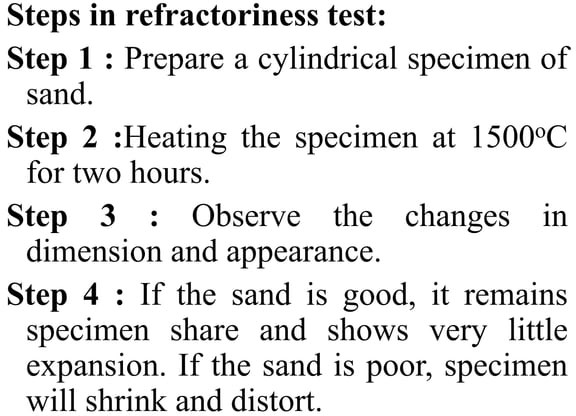 Steps in refractoriness test:
Step 1 : Prepare a cylindrical specimen of
sand.
Step 2 :Heating the specimen at 1500°C
for two hours.
Step 3 : Observe the changes in
dimension and appearance.
Step 4 : If the sand is good, it remains
specimen share and shows very little
expansion. If the sand is poor, specimen
will shrink and distort.